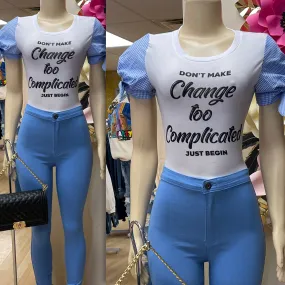 DON'T MAKE
Change
too
Complicated
JUST BEGIN
DON'T MAKE
Change
too
Complicated
JUST BEGIN